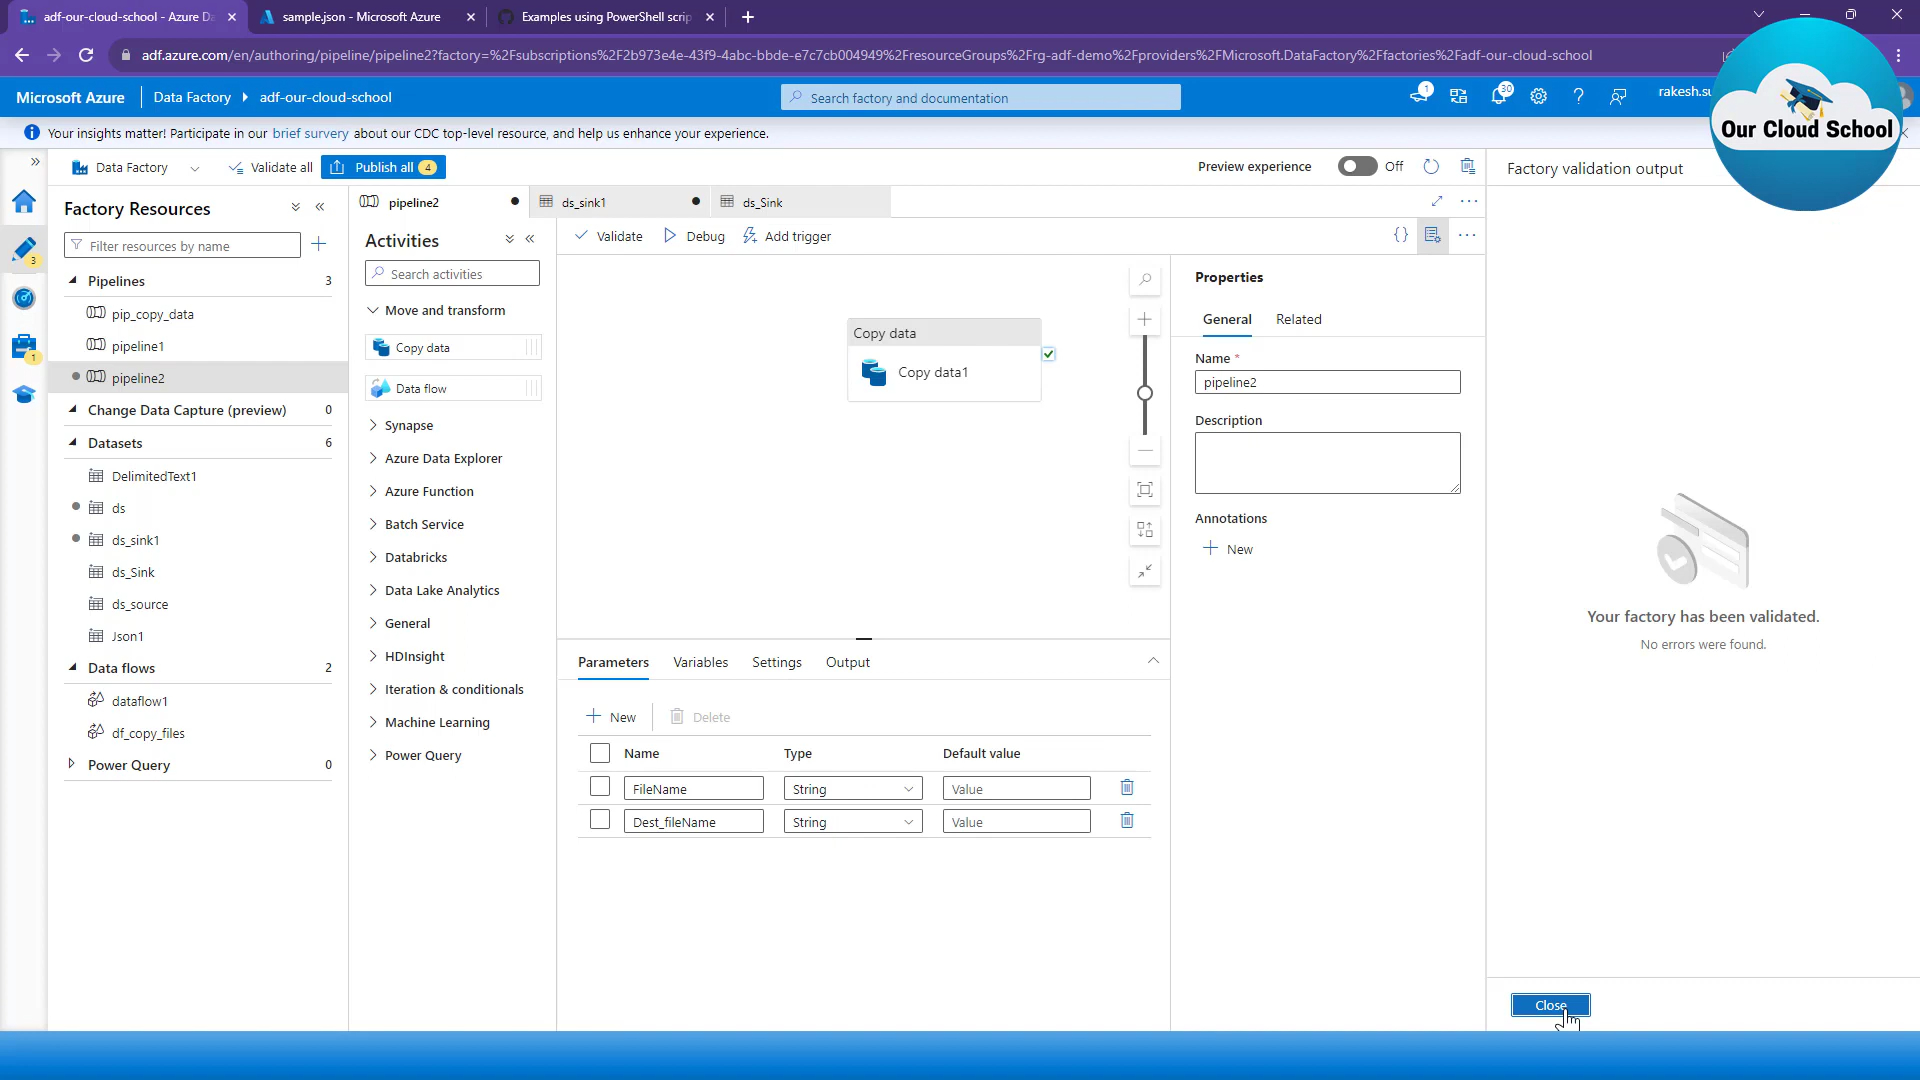 adf-our-cloud-school - Azure Da
sample.json - Microsoft Azure
Examples using PowerShell scrip
adf.azure.com/en/authoring/pipeline/pipeline2?factory=%2Fsubscriptions%2F2b973e4e-43f9-4abc-bbde-e7c7cb004949%2FresourceGroups%2Frg-adf-demo%2Fproviders%2FMicrosoft.DataFactory%2Ffactories%2Fadf-our-cloud-school
Microsoft Azure
Data Factory
adf-our-cloud-school
Search factory and documentation
1
30
rakesh.su
Our Cloud School
Your insights matter! Participate in our brief survey about our CDC top-level resource, and help us enhance your experience.
Data Factory
Validate all
Publish all 4
Preview experience
Off
Factory validation output
3
1
Factory Resources
Filter resources by name
Pipelines 3
pip_copy_data
pipeline1
pipeline2
Change Data Capture (preview) 0
Datasets 6
DelimitedText1
ds
ds_sink1
ds_Sink
ds_source
Json1
Data flows 2
dataflow1
df_copy_files
Power Query 0
pipeline2
ds_sink1
ds_Sink
Activities
Search activities
Move and transform
Copy data
Data flow
Synapse
Azure Data Explorer
Azure Function
Batch Service
Databricks
Data Lake Analytics
General
HDInsight
Iteration & conditionals
Machine Learning
Power Query
Validate
Debug
Add trigger
Copy data
Copy data1
Parameters
Variables
Settings
Output
New
Delete
Name
Type
Default value
FileName
String
Value
Dest_fileName
String
Value
Properties
General
Related
Name *
pipeline2
Description
Annotations
New
Your factory has been validated.
No errors were found.
Close